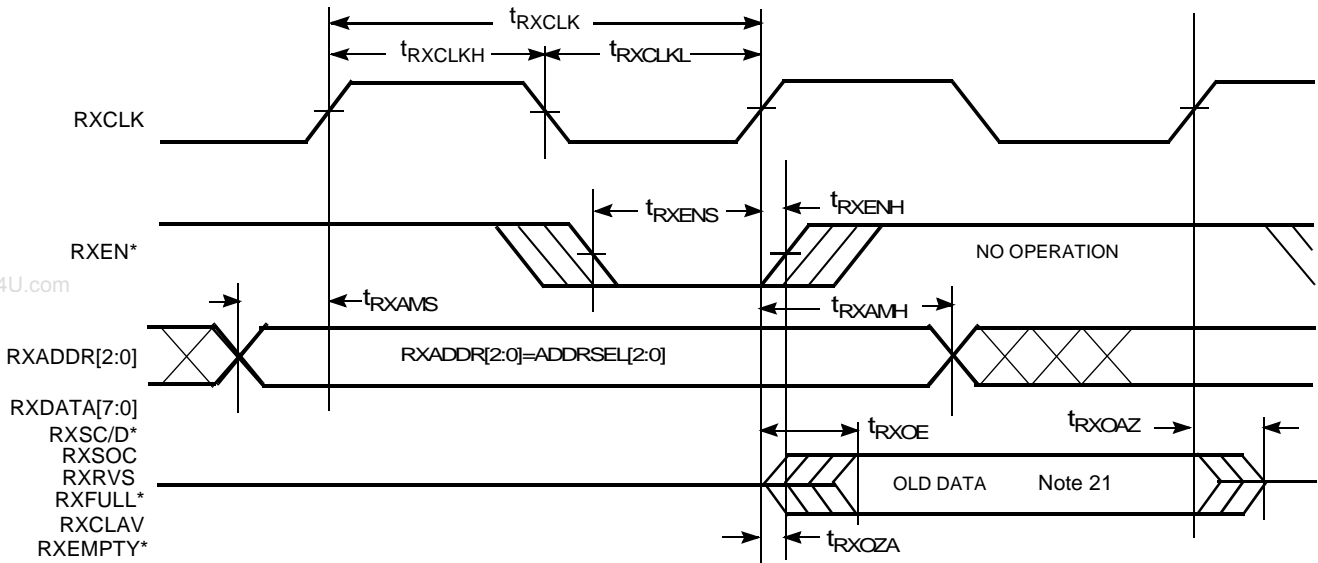 tRXCLK
tRXCLKH
tRXCLKL
RXCLK
tRXENS
tRXENH
RXEN*
NO OPERATION
4U.com
tRXAMS
tRXAMH
RXADDR[2:0]
RXADDR[2:0]=ADDRSEL[2:0]
RXDATA[7:0]
RXSC/D*
RXSOC
RXRVS
RXFULL*
RXCLAV
RXEMPTY*
tRXOE
tRXOAZ
OLD DATA Note 21
tRXOZA